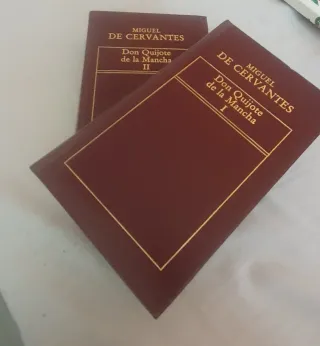 MIGUEL
DE CERVANTES
Don Quijote
de la Mancha
II
MIGUEL
DE CERVANTES
Don Quijote
de la Mancha
I